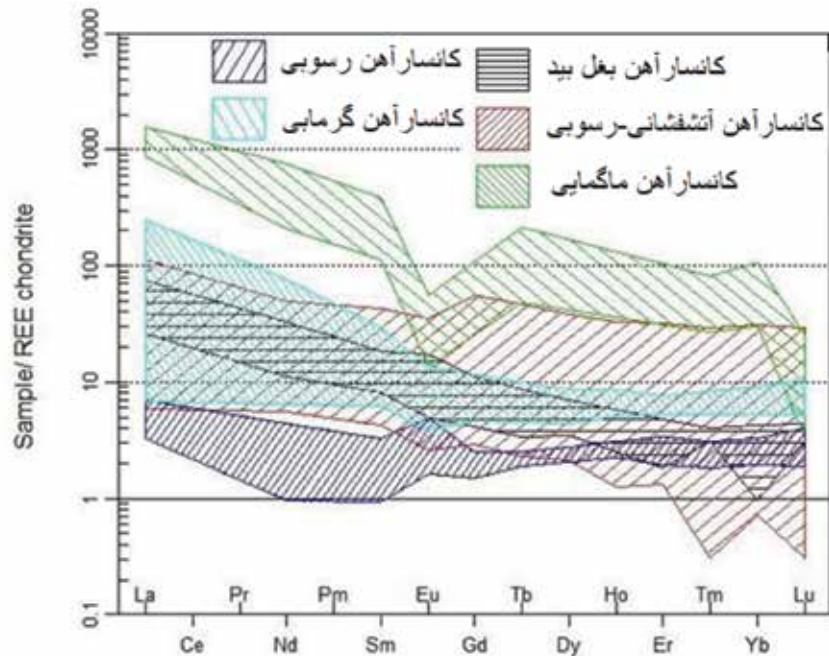 10000
کانسارآهن رسوبی
کانسارآهن بغل بید
کانسارآهن گرمابی
کانسارآهن آتشفشانی-رسوبی
کانسارآهن ماگمایی
1000
100
10
1
0.1
Sample/ REE chondrite
La Pr Pm Eu Tb Ho Tm Lu
Ce Nd Sm Gd Dy Er Yb